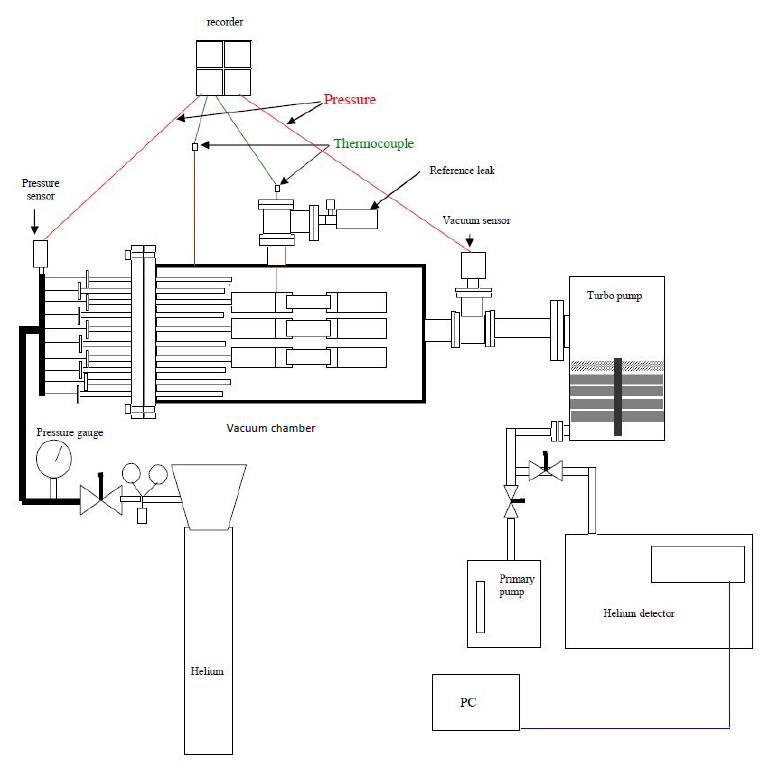 recorder
Pressure
Thermocouple
Reference leak
Pressure
sensor
Vacuum sensor
Turbo pump
Vacuum chamber
Pressure gauge
Primary
pump
Helium detector
Helium
PC